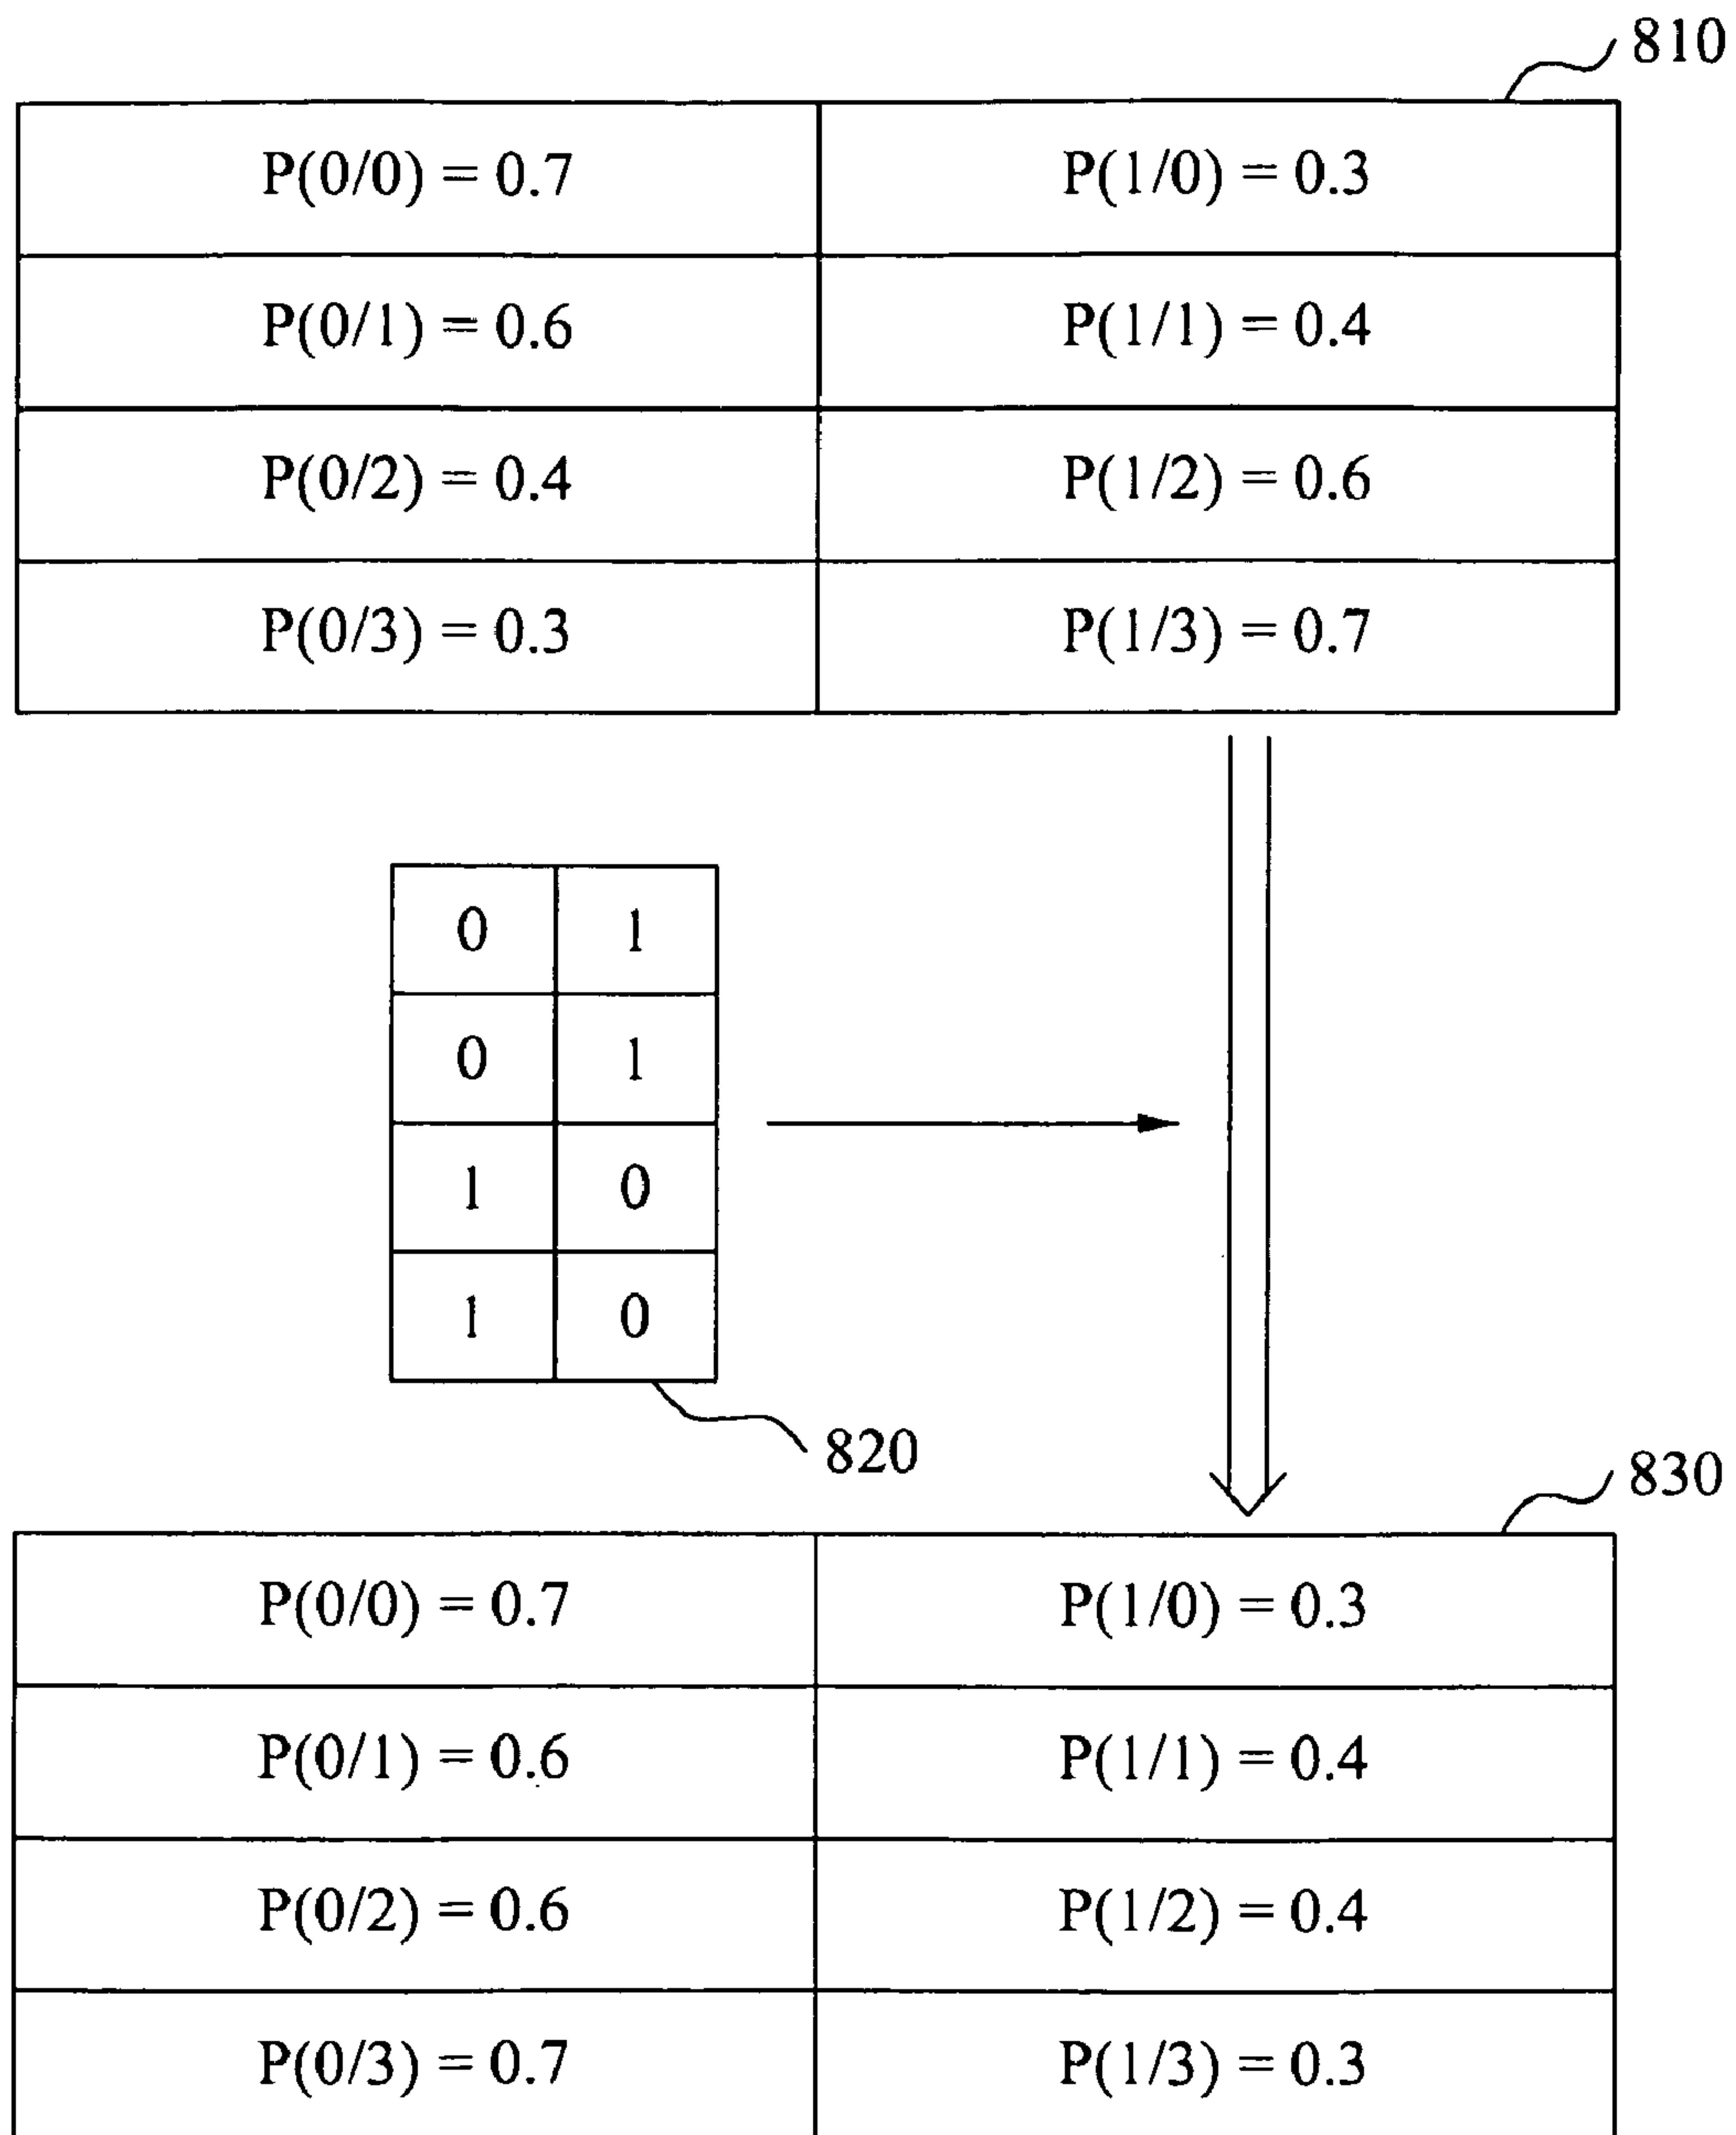 810
P(0/0) = 0.7 P(1/0) = 0.3
P(0/1) = 0.6 P(1/1) = 0.4
P(0/2) = 0.4 P(1/2) = 0.6
P(0/3) = 0.3 P(1/3) = 0.7
0 1
0 1
1 0
1 0
820
830
P(0/0) = 0.7 P(1/0) = 0.3
P(0/1) = 0.6 P(1/1) = 0.4
P(0/2) = 0.6 P(1/2) = 0.4
P(0/3) = 0.7 P(1/3) = 0.3